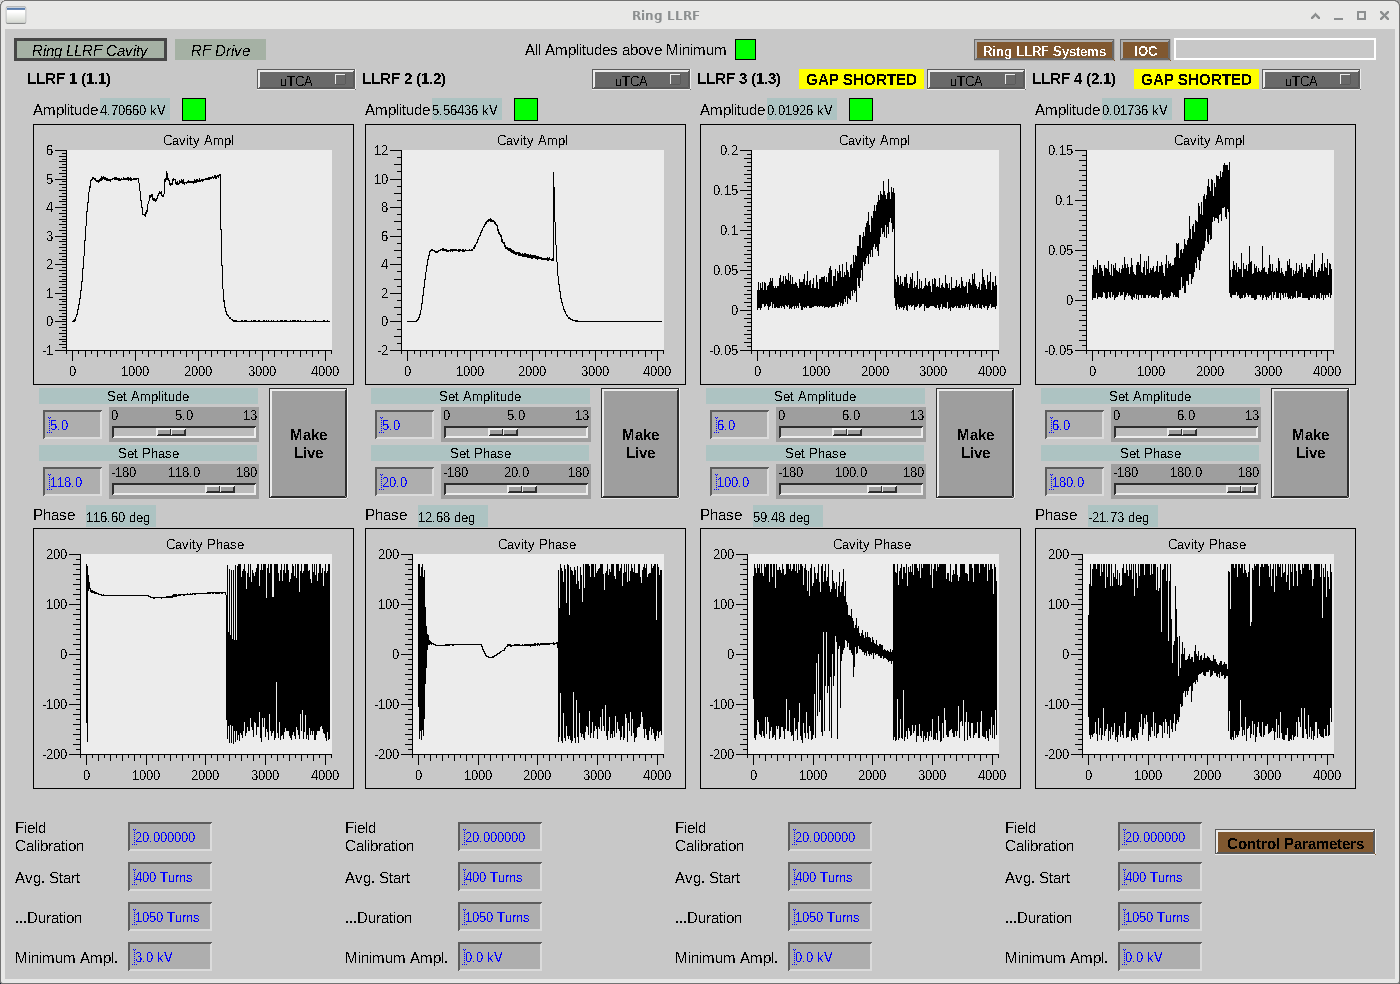 Ring LLRF
Ring LLRF Cavity
RF Drive
All Amplitudes above Minimum
Ring LLRF Systems
IOC
LLRF 1 (1.1)
uTCA
LLRF 2 (1.2)
uTCA
LLRF 3 (1.3)
GAP SHORTED
uTCA
LLRF 4 (2.1)
GAP SHORTED
uTCA
Amplitude 4.70660 kV
Amplitude 5.56436 kV
Amplitude 0.01926 kV
Amplitude 0.01736 kV
Cavity Ampl
6
5
4
3
2
1
0
-1
0 1000 2000 3000 4000
Cavity Ampl
12
10
8
6
4
2
0
-2
0 1000 2000 3000 4000
Cavity Ampl
0.2
0.15
0.1
0.05
0
-0.05
0 1000 2000 3000 4000
Cavity Ampl
0.15
0.1
0.05
0
-0.05
0 1000 2000 3000 4000
Set Amplitude
5.0
0 5.0 13
Set Phase
118.0
-180 118.0 180
Make
Live
Set Amplitude
5.0
0 5.0 13
Set Phase
20.0
-180 20.0 180
Make
Live
Set Amplitude
6.0
0 6.0 13
Set Phase
100.0
-180 100.0 180
Make
Live
Set Amplitude
6.0
0 6.0 13
Set Phase
180.0
-180 180.0 180
Make
Live
Phase 116.60 deg
Phase 12.68 deg
Phase 59.48 deg
Phase -21.73 deg
Cavity Phase
200
100
0
-100
-200
0 1000 2000 3000 4000
Cavity Phase
200
100
0
-100
-200
0 1000 2000 3000 4000
Cavity Phase
200
100
0
-100
-200
0 1000 2000 3000 4000
Cavity Phase
200
100
0
-100
-200
0 1000 2000 3000 4000
Field
Calibration
20.000000
Avg. Start
400 Turns
...Duration
1050 Turns
Minimum Ampl.
3.0 kV
Field
Calibration
20.000000
Avg. Start
400 Turns
...Duration
1050 Turns
Minimum Ampl.
0.0 kV
Field
Calibration
20.000000
Avg. Start
400 Turns
...Duration
1050 Turns
Minimum Ampl.
0.0 kV
Field
Calibration
20.000000
Avg. Start
400 Turns
...Duration
1050 Turns
Minimum Ampl.
0.0 kV
Control Parameters